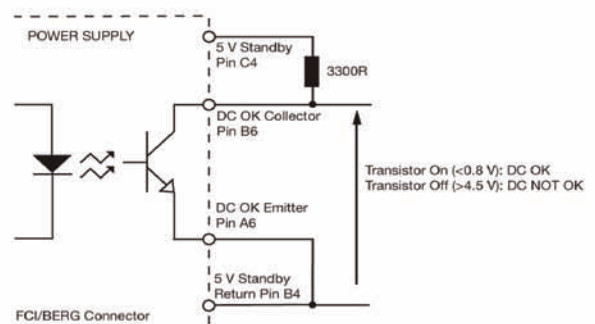 POWER SUPPLY
5 V Standby
Pin C4
3300R
DC OK Collector
Pin B6
Transistor On (<0.8 V): DC OK
Transistor Off (>4.5 V): DC NOT OK
DC OK Emitter
Pin A6
5 V Standby
Return Pin B4
FCI/BERG Connector